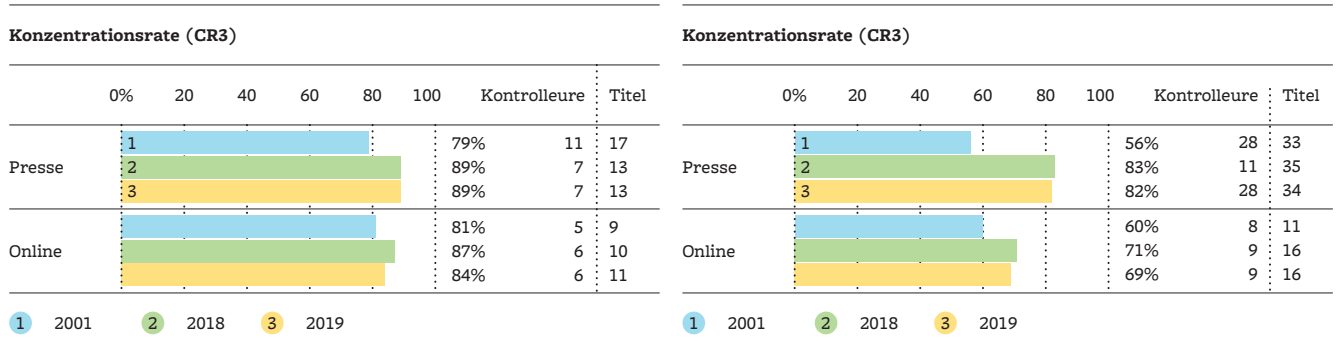 Konzentrationsrate (CR3)
0% 20 40 60 80 100 Kontrolleure Titel
1 79% 11 17
Presse 2 89% 7 13
3 89% 7 13
81% 5 9
Online 87% 6 10
84% 6 11
1 2001 2 2018 3 2019
Konzentrationsrate (CR3)
0% 20 40 60 80 100 Kontrolleure Titel
1 56% 28 33
Presse 2 83% 11 35
3 82% 28 34
60% 8 11
Online 71% 9 16
69% 9 16
1 2001 2 2018 3 2019